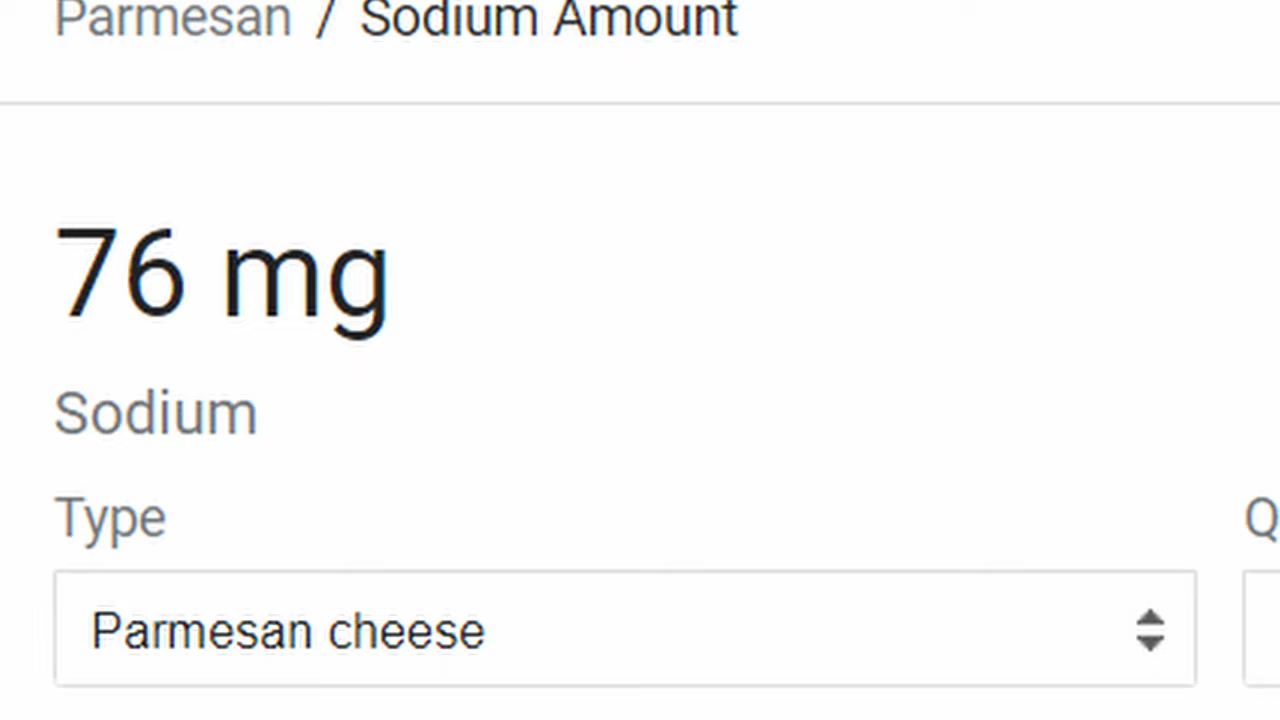 Parmesan / Sodium Amount
76 mg
Sodium
Type
Q
Parmesan cheese